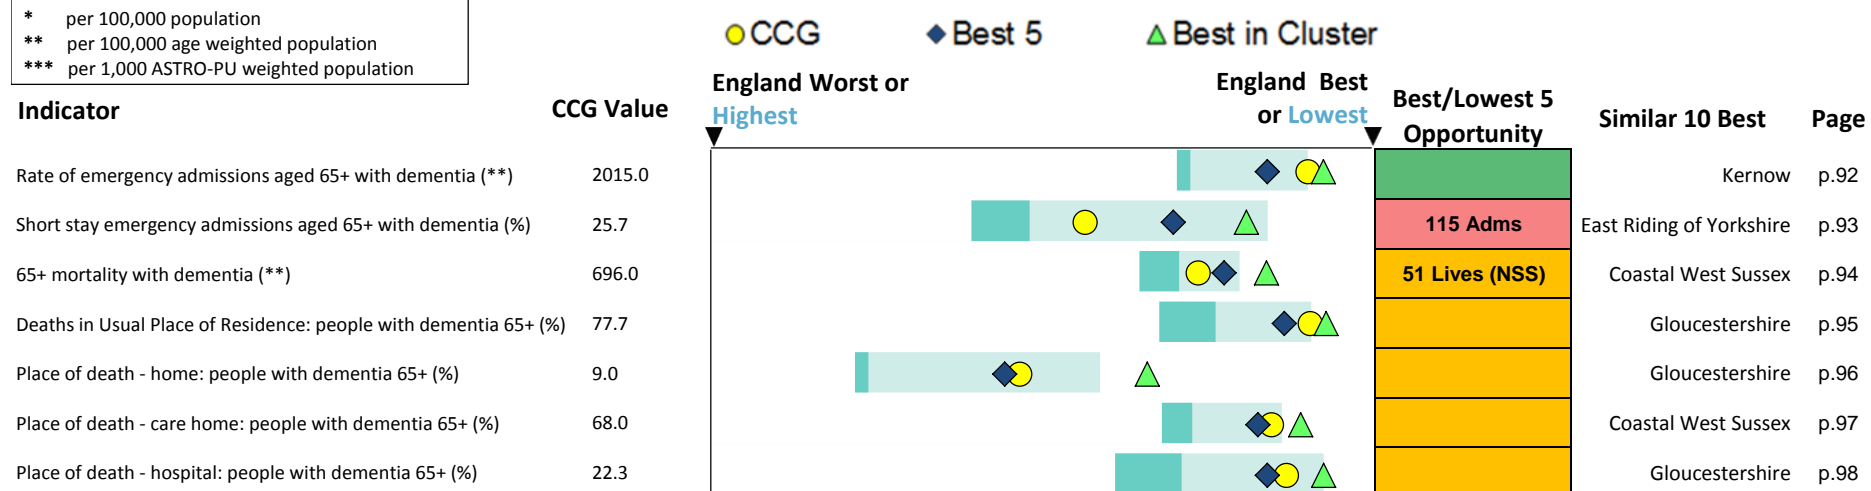 * per 100,000 population
** per 100,000 age weighted population
*** per 1,000 ASTRO-PU weighted population
CCG Best 5 Best in Cluster
Indicator CCG Value England Worst or Highest England Best or Lowest Best/Lowest 5 Opportunity Similar 10 Best Page
Rate of emergency admissions aged 65+ with dementia (**) 2015.0 Kernow p.92
Short stay emergency admissions aged 65+ with dementia (%) 25.7 115 Adms East Riding of Yorkshire p.93
65+ mortality with dementia (**) 696.0 51 Lives (NSS) Coastal West Sussex p.94
Deaths in Usual Place of Residence: people with dementia 65+ (%) 77.7 Gloucestershire p.95
Place of death - home: people with dementia 65+ (%) 9.0 Gloucestershire p.96
Place of death - care home: people with dementia 65+ (%) 68.0 Coastal West Sussex p.97
Place of death - hospital: people with dementia 65+ (%) 22.3 Gloucestershire p.98